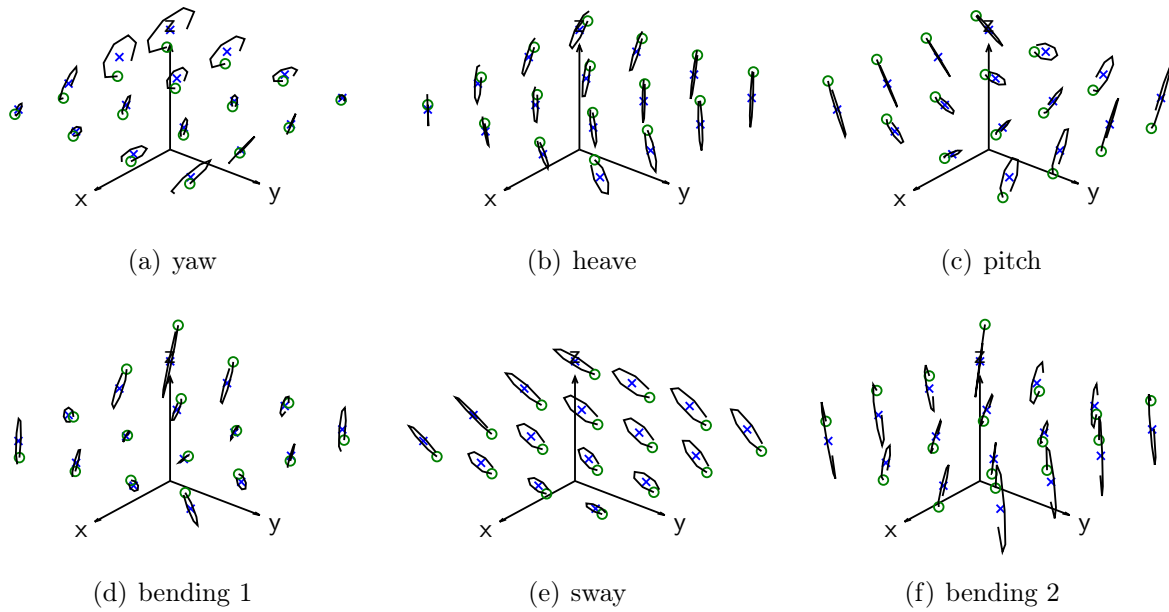 z z z
x y x y x y
(a) yaw (b) heave (c) pitch
z z z
x y x y x y
(d) bending 1 (e) sway (f) bending 2